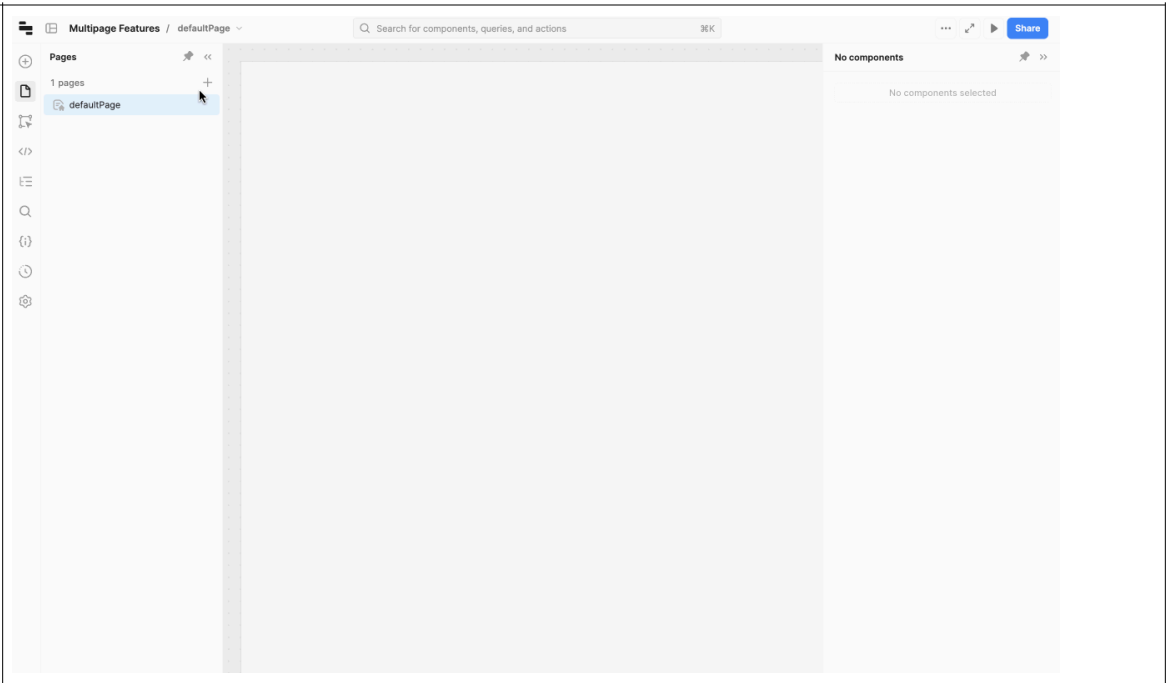 Multipage Features / defaultPage
Search for components, queries, and actions ⌘K
Share
Pages
1 pages
defaultPage
No components
No components selected